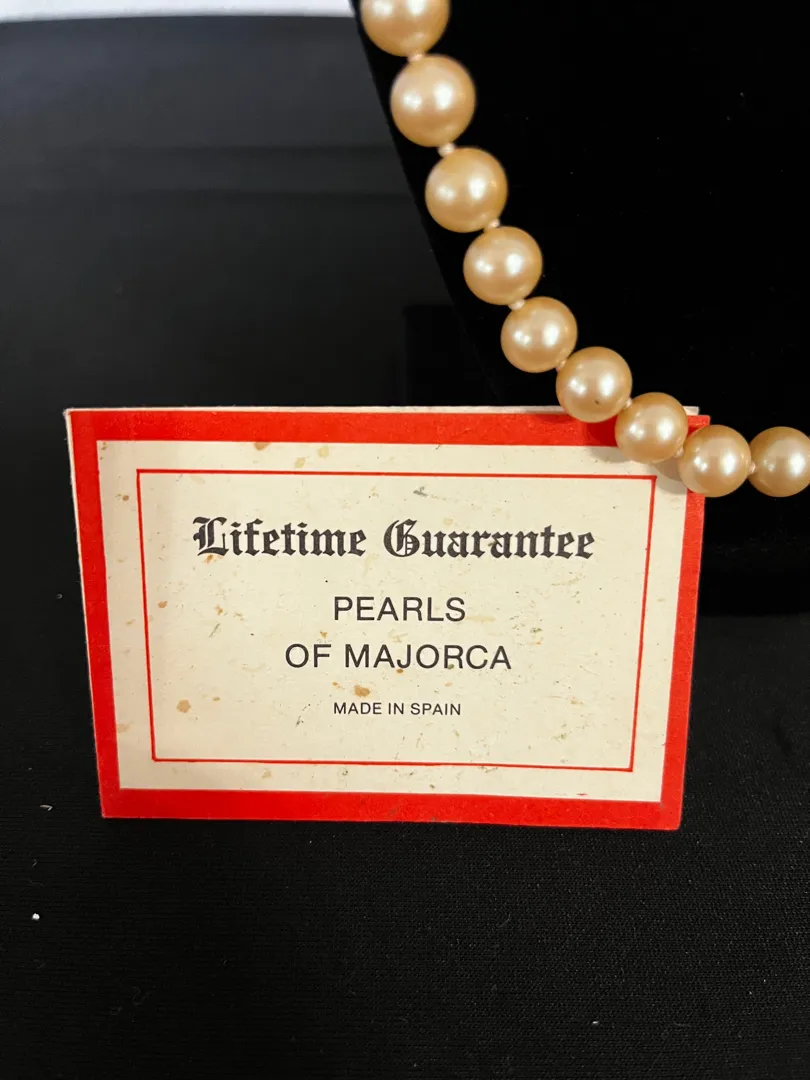 Lifetime Guarantee
PEARLS
OF MAJORCA
MADE IN SPAIN